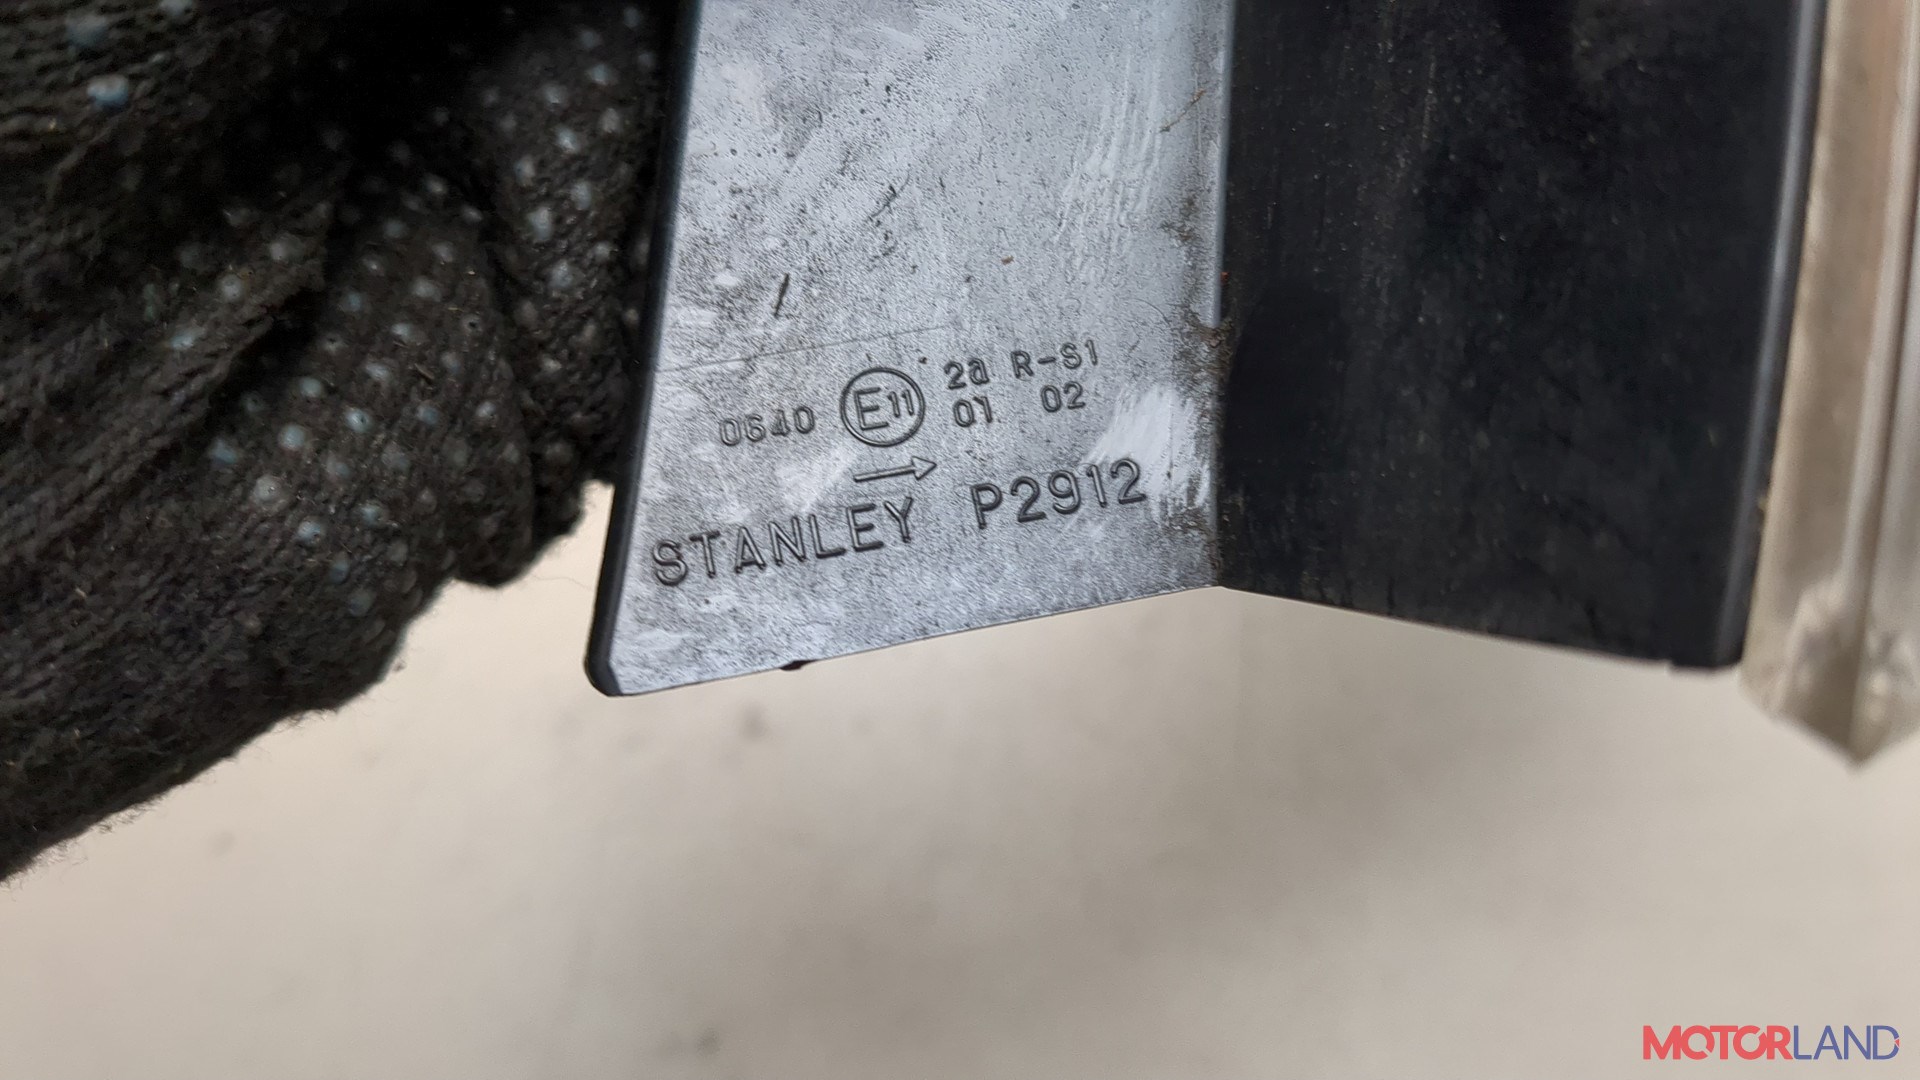 0640 E11 2a R-S1
01 02
→
STANLEY P2912
MOTORLAND